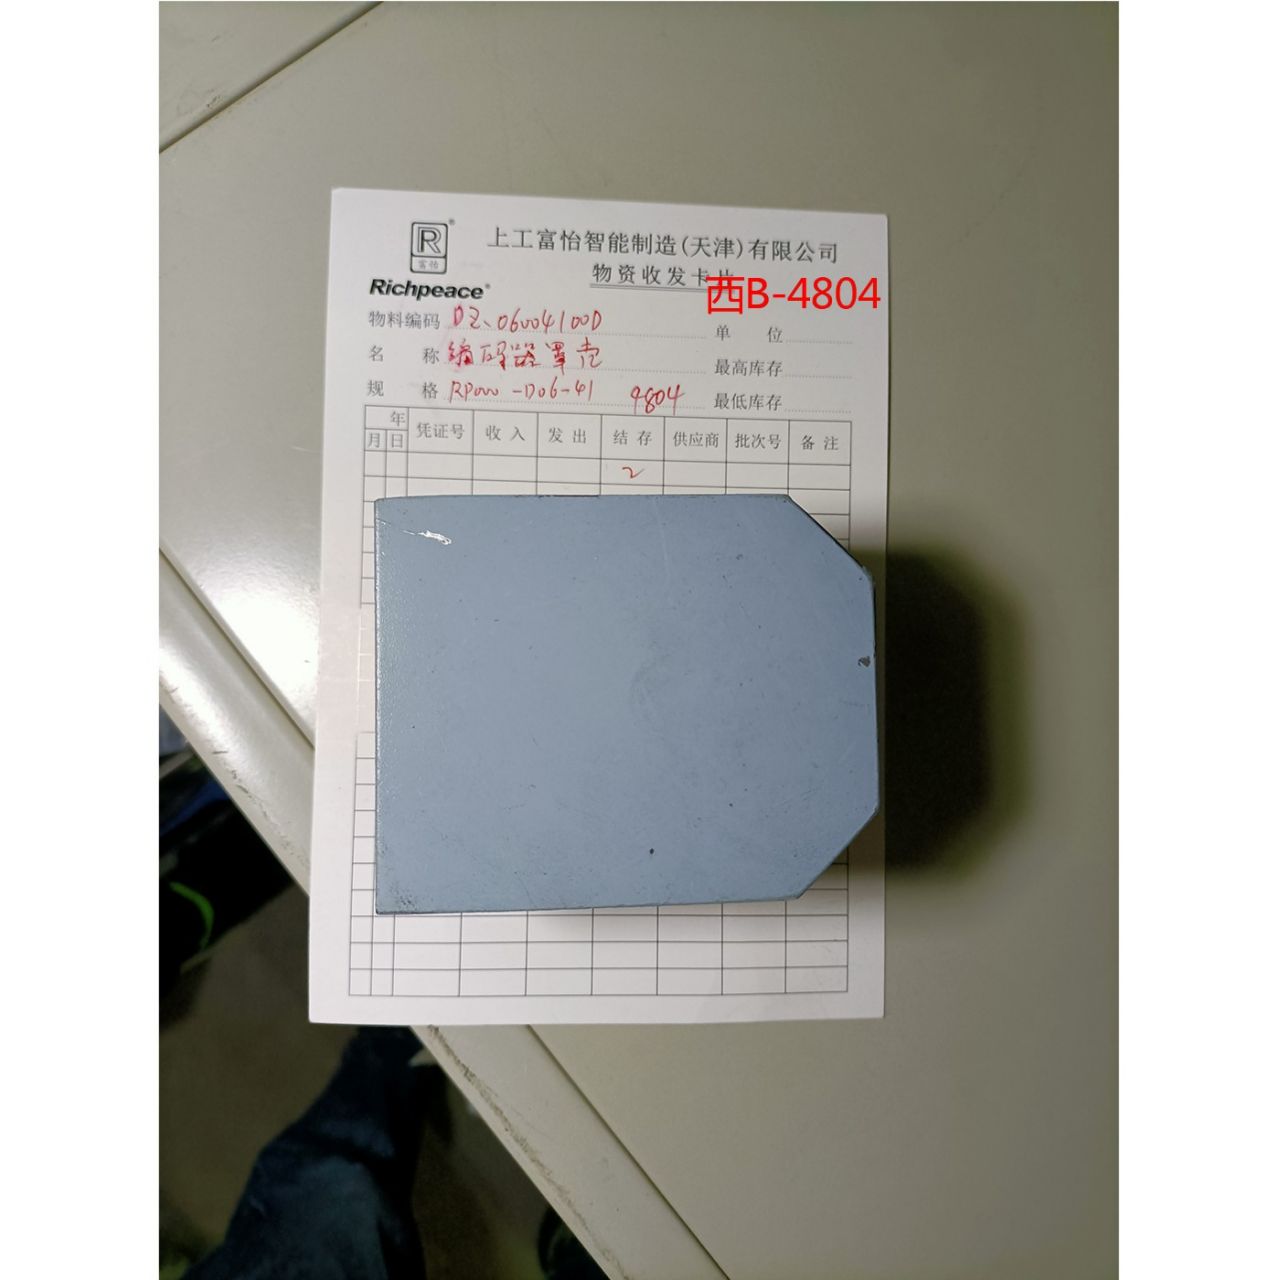 R®
富怡
Richpeace®
上工富怡智能制造(天津)有限公司
物资收发卡片
西B-4804
物料编码 DZ、06004100D 单 位
名 称 编码器罩壳 最高库存
规 格 RP000-D06-41 9804 最低库存
年
月 日 凭证号 收 入 发 出 结 存 供应商 批次号 备 注
2